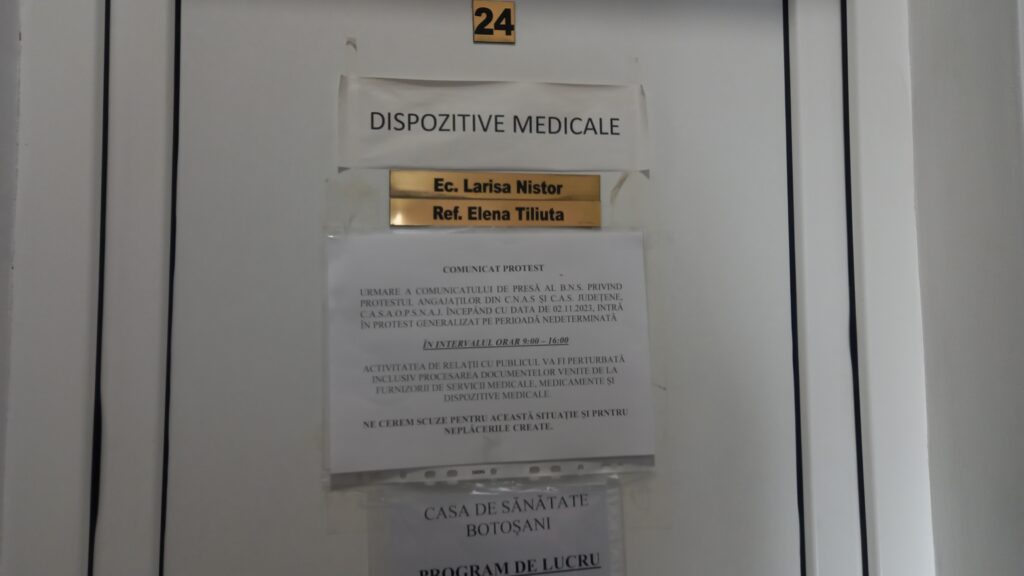 24
DISPOZITIVE MEDICALE
Ec. Larisa Nistor
Ref. Elena Tiliuta
COMUNICAT PROTEST
URMARE A COMUNICATULUI DE PRESĂ AL B.N.S. PRIVIND
PROTESTUL ANGAJAȚILOR DIN C.N.A.S ȘI C.A.S. JUDEȚENE,
C.A.S.A.O.P.S.N.A.J. ÎNCEPÂND CU DATA DE 02.11.2023, INTRĂ
ÎN PROTEST GENERALIZAT PE PERIOADĂ NEDETERMINATĂ
ÎN INTERVALUL ORAR 9:00 – 16:00
ACTIVITATEA DE RELAȚII CU PUBLICUL VA FI PERTURBATĂ
INCLUSIV PROCESAREA DOCUMENTELOR VENITE DE LA
FURNIZORII DE SERVICII MEDICALE, MEDICAMENTE ȘI
DISPOZITIVE MEDICALE.
NE CEREM SCUZE PENTRU ACEASTĂ SITUAȚIE ȘI PRNTRU
NEPLĂCERILE CREATE.
CASA DE SĂNĂTATE
BOTOȘANI
PROGRAM DE LUCRU